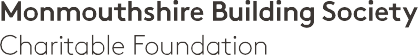 Monmouthshire Building Society
Charitable Foundation